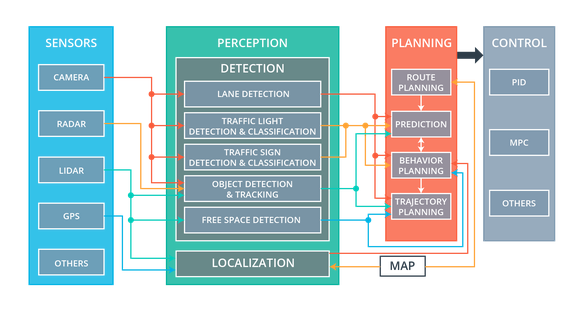 SENSORS
CAMERA
RADAR
LIDAR
GPS
OTHERS
PERCEPTION
DETECTION
LANE DETECTION
TRAFFIC LIGHT
DETECTION & CLASSIFICATION
TRAFFIC SIGN
DETECTION & CLASSIFICATION
OBJECT DETECTION
& TRACKING
FREE SPACE DETECTION
LOCALIZATION
PLANNING
ROUTE
PLANNING
PREDICTION
BEHAVIOR
PLANNING
TRAJECTORY
PLANNING
MAP
CONTROL
PID
MPC
OTHERS